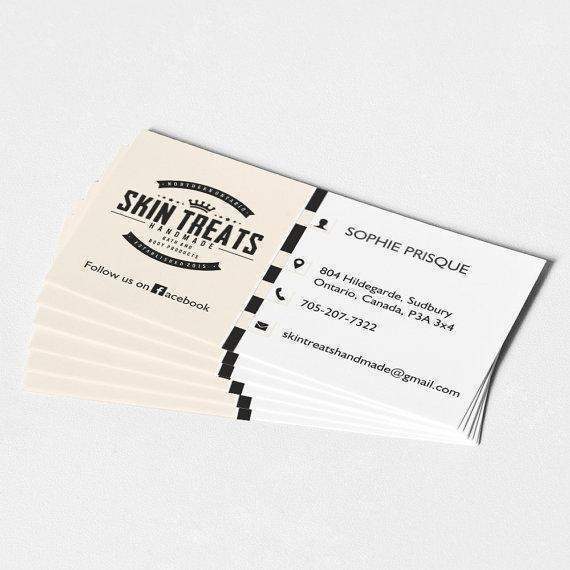 NORTHERN ONTARIO
SKIN TREATS
HANDMADE
BATH AND
BODY PRODUCTS
ESTABLISHED 2015
Follow us on facebook
SOPHIE PRISQUE
804 Hildegarde, Sudbury
Ontario, Canada, P3A 3x4
705-207-7322
skintreatshandmade@gmail.com